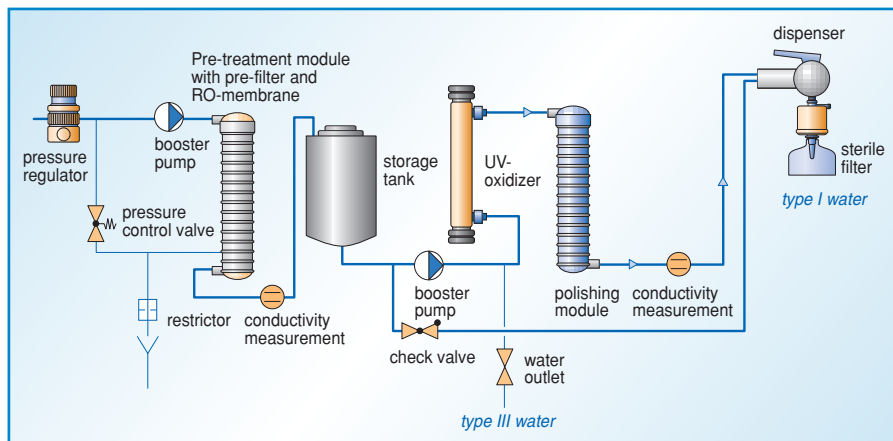 Pre-treatment module
with pre-filter and
RO-membrane
dispenser
pressure
regulator
booster
pump
storage
tank
UV-
oxidizer
sterile
filter
type I water
pressure
control valve
restrictor
conductivity
measurement
booster
pump
polishing
module
conductivity
measurement
check valve
water
outlet
type III water